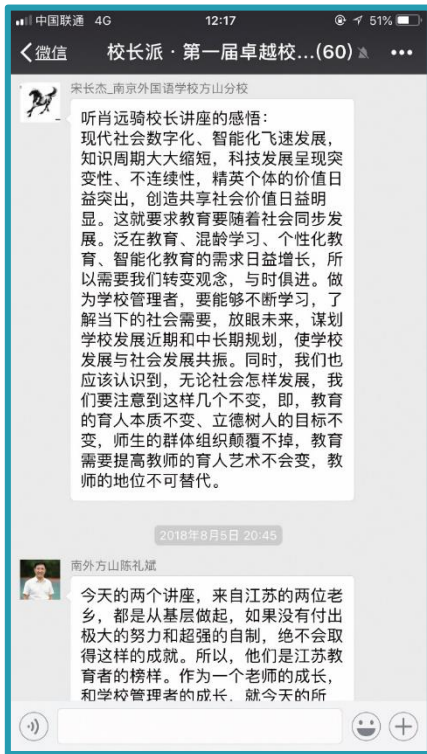 中国联通 4G 12:17 51%
微信 校长派·第一届卓越校...(60)
宋长杰_南京外国语学校方山分校
听肖远骑校长讲座的感悟：
现代社会数字化、智能化飞速发展，
知识周期大大缩短，科技发展呈现突
变性、不连续性，精英个体的价值日
益突出，创造共享社会价值日益明
显。这就要求教育要随着社会同步发
展。泛在教育、混龄学习、个性化教
育、智能化教育的需求日益增长，所
以需要我们转变观念，与时俱进。做
为学校管理者，要能够不断学习，了
解当下的社会需要，放眼未来，谋划
学校发展近期和中长期规划，使学校
发展与社会发展共振。同时，我们也
应该认识到，无论社会怎样发展，我
们要注意到这样几个不变，即，教育
的育人本质不变、立德树人的目标不
变，师生的群体组织颠覆不掉，教育
需要提高教师的育人艺术不会变，教
师的地位不可替代。
2018年8月5日 20:45
南外方山陈礼斌
今天的两个讲座，来自江苏的两位老
乡，都是从基层做起，如果没有付出
极大的努力和超强的自制，绝不会取
得这样的成就。所以，他们是江苏教
育者的榜样。作为一个老师的成长，
和学校管理者的成长，就今天的所